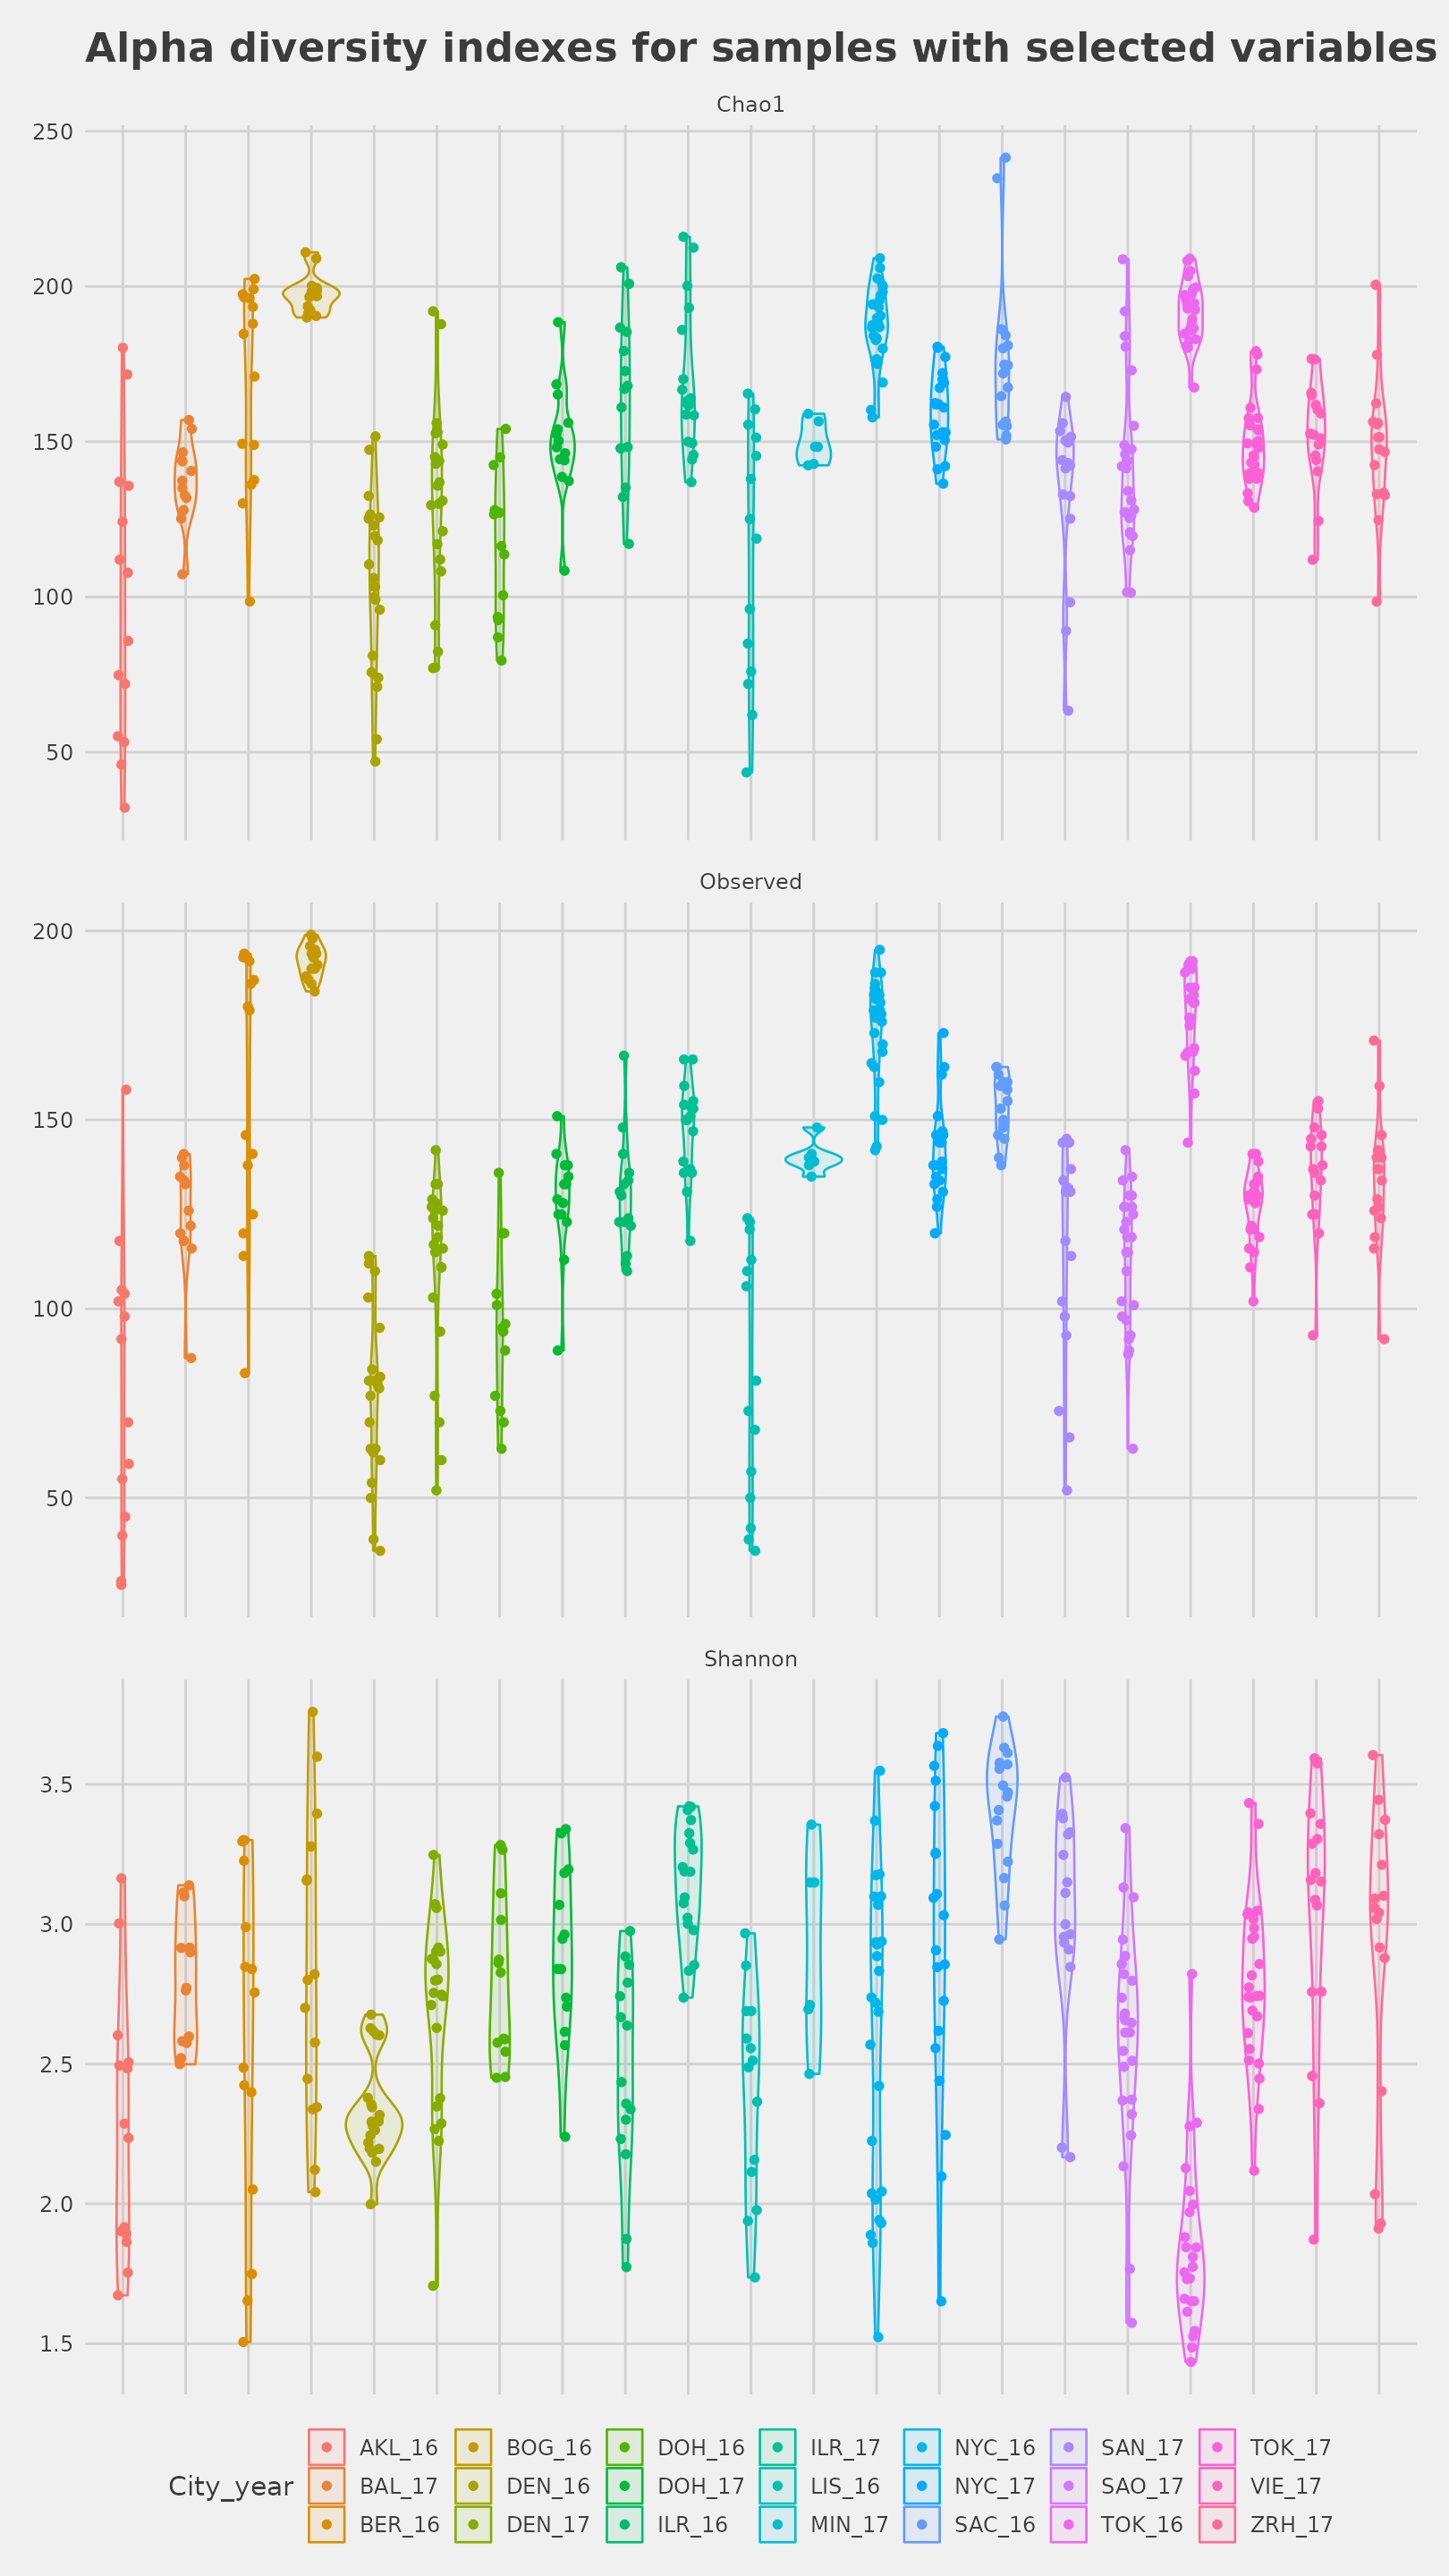 Alpha diversity indexes for samples with selected variables
Chao1
250
200
150
100
50
Observed
200
150
100
50
Shannon
3.5
3.0
2.5
2.0
1.5
City_year
AKL_16 BOG_16 DOH_16 ILR_17 NYC_16 SAN_17 TOK_17
BAL_17 DEN_16 DOH_17 LIS_16 NYC_17 SAO_17 VIE_17
BER_16 DEN_17 ILR_16 MIN_17 SAC_16 TOK_16 ZRH_17